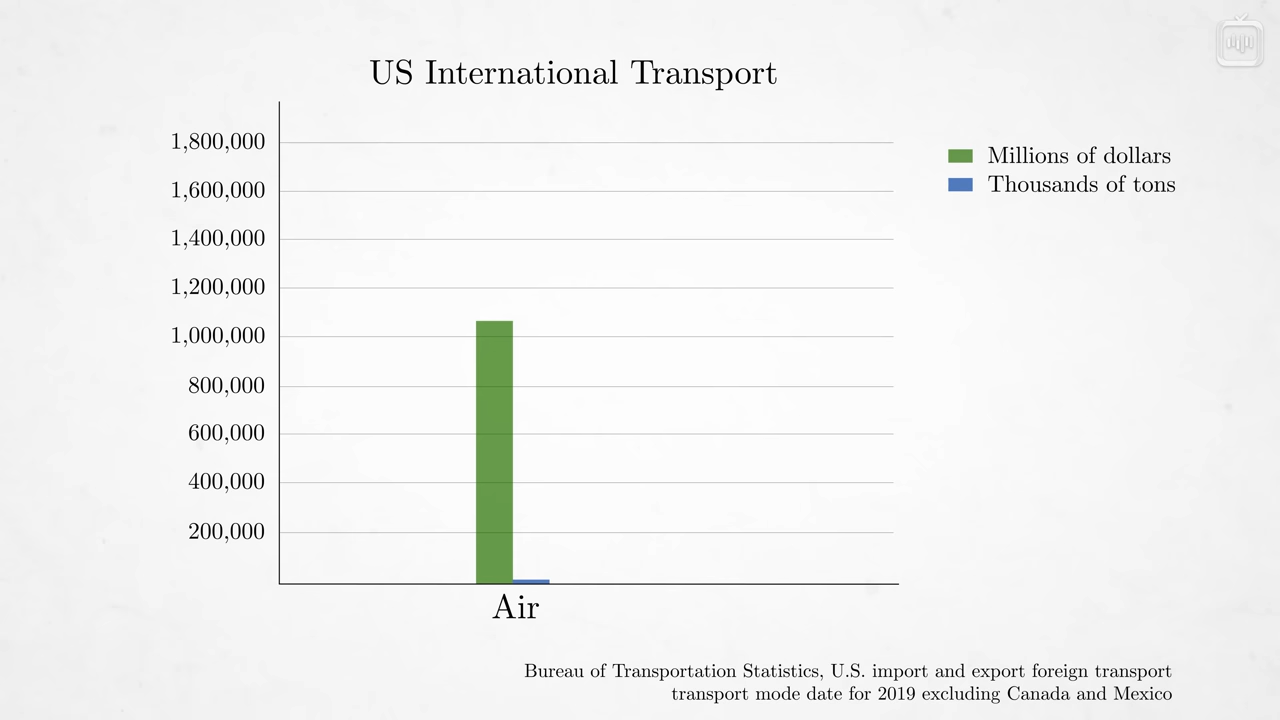 US International Transport
1,800,000
1,600,000
1,400,000
1,200,000
1,000,000
800,000
600,000
400,000
200,000
Millions of dollars
Thousands of tons
Air
Bureau of Transportation Statistics, U.S. import and export foreign transport
transport mode date for 2019 excluding Canada and Mexico